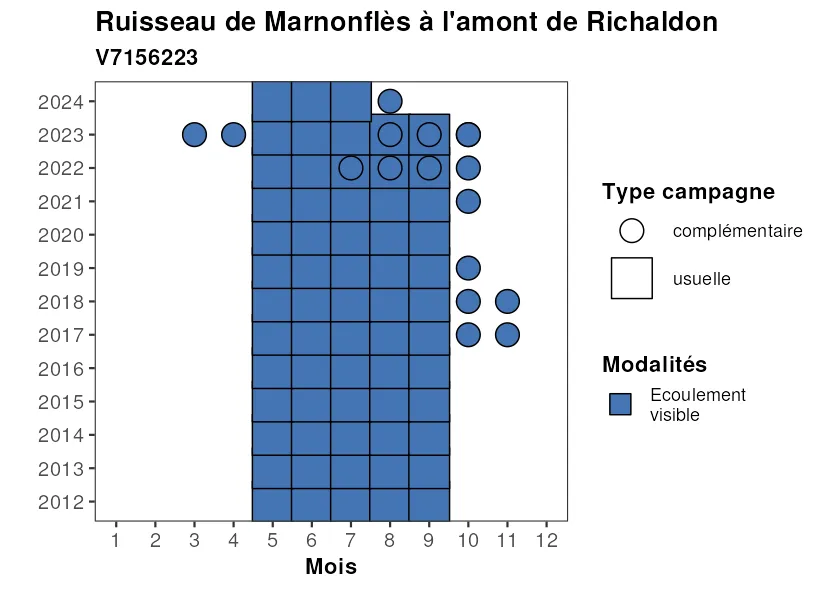 Ruisseau de Marnonflès à l'amont de Richaldon
V7156223
2024
2023
2022
2021
2020
2019
2018
2017
2016
2015
2014
2013
2012
1 2 3 4 5 6 7 8 9 10 11 12
Mois
Type campagne
complémentaire
usuelle
Modalités
Ecoulement
visible